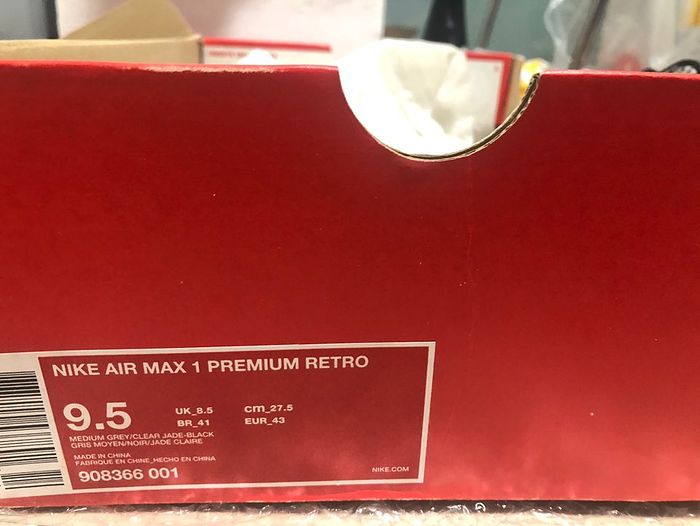 NIKE AIR MAX 1 PREMIUM RETRO
9.5
UK_8.5 cm_27.5
BR_41 EUR_43
MEDIUM GREY/CLEAR JADE-BLACK
GRIS MOYEN/NOIR/JADE CLAIRE
MADE IN CHINA
FABRIQUE EN CHINE_HECHO EN CHINA
908366 001
NIKE.COM